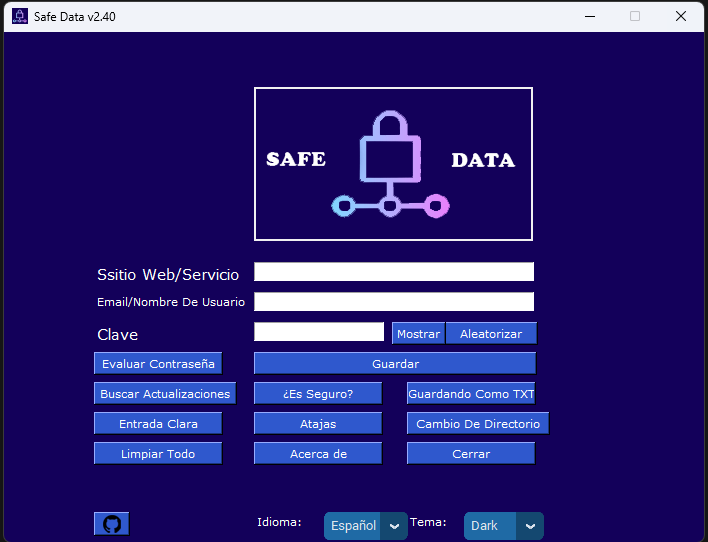 Safe Data v2.40
SAFE DATA
Ssitio Web/Servicio
Email/Nombre De Usuario
Clave Mostrar Aleatorizar
Evaluar Contraseña Guardar
Buscar Actualizaciones ¿Es Seguro? Guardando Como TXT
Entrada Clara Atajas Cambio De Directorio
Limpiar Todo Acerca de Cerrar
Idioma: Español Tema: Dark